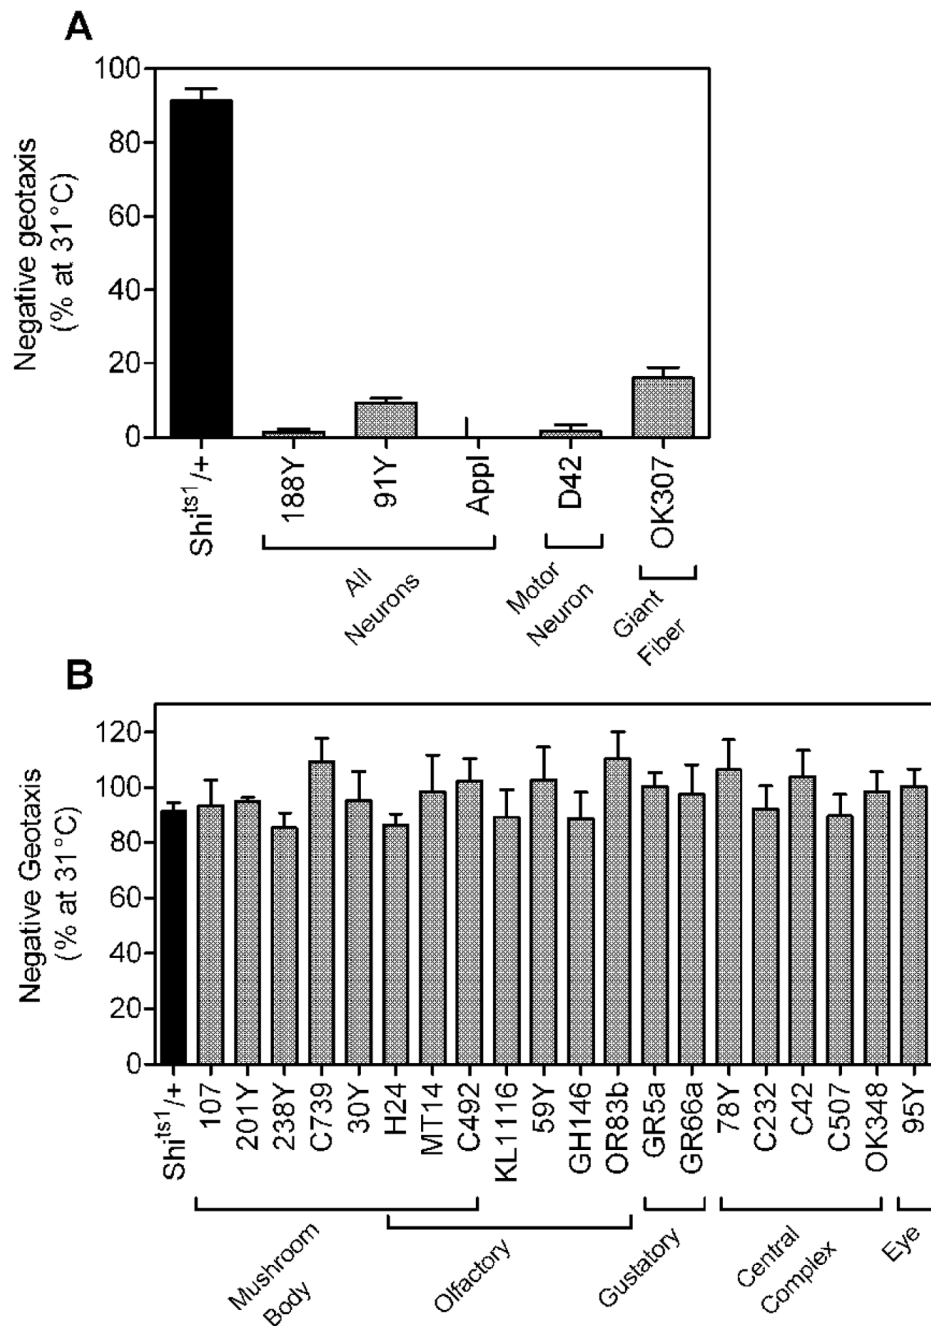 A
Negative geotaxis
(% at 31°C)
100
80
60
40
20
0
Shi^ts1/+
188Y
91Y
Appl
D42
OK307
All
Neurons
Motor
Neuron
Giant
Fiber
B
Negative Geotaxis
(% at 31°C)
120
100
80
60
40
20
0
Shi^ts1/+
107
201Y
238Y
C739
30Y
H24
MT14
C492
KL1116
59Y
GH146
OR83b
GR5a
GR66a
78Y
C232
C42
C507
OK348
95Y
Mushroom
Body
Olfactory
Gustatory
Central
Complex
Eye